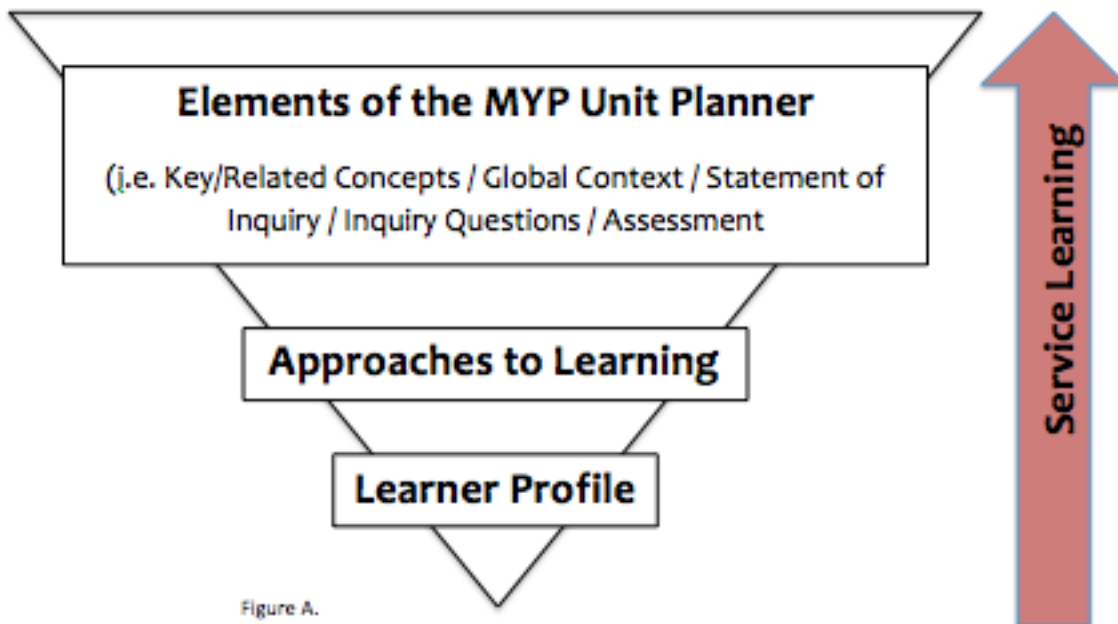 Elements of the MYP Unit Planner
(i.e. Key/Related Concepts / Global Context / Statement of
Inquiry / Inquiry Questions / Assessment
Approaches to Learning
Learner Profile
Figure A.
Service Learning